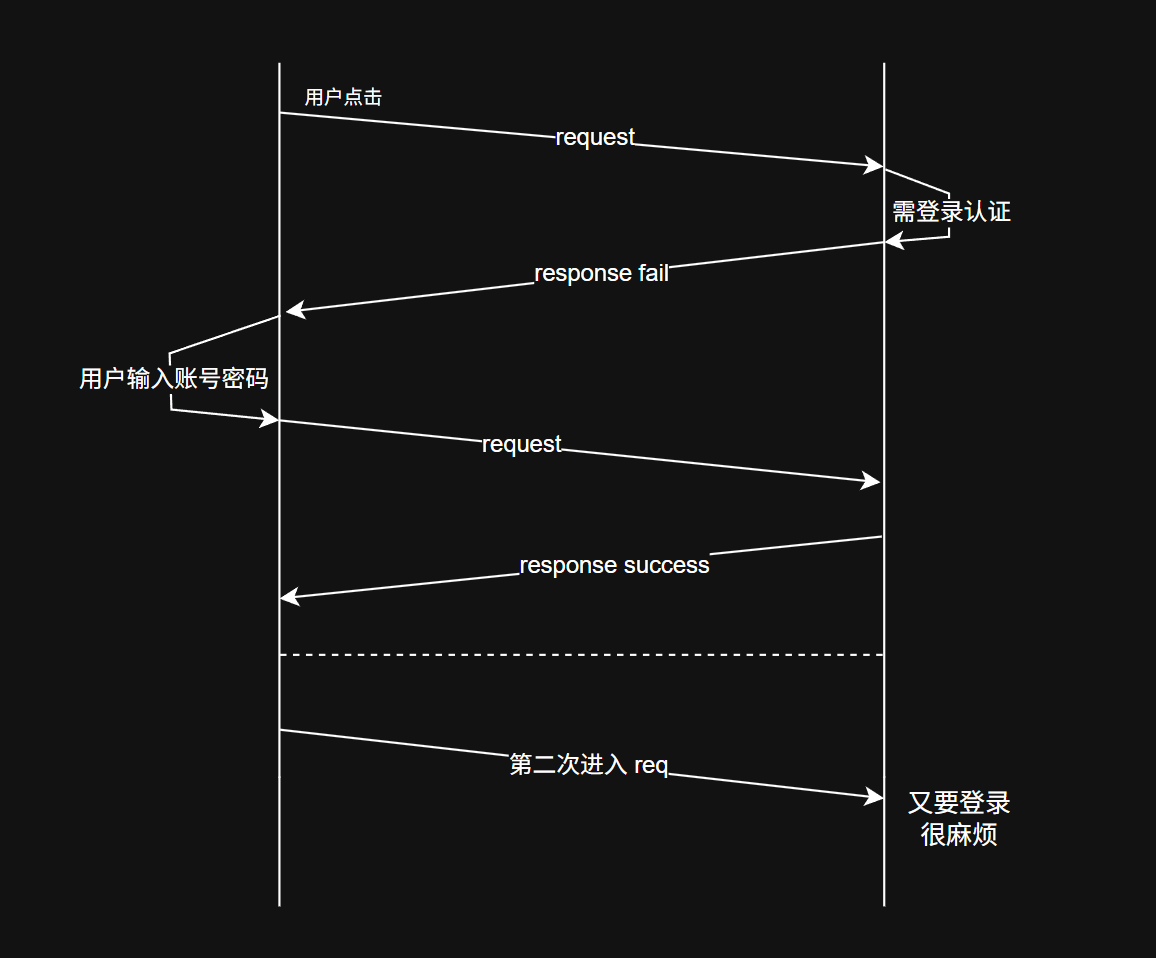 用户点击
request
需登录认证
response fail
用户输入账号密码
request
response success
第二次进入 req
又要登录
很麻烦